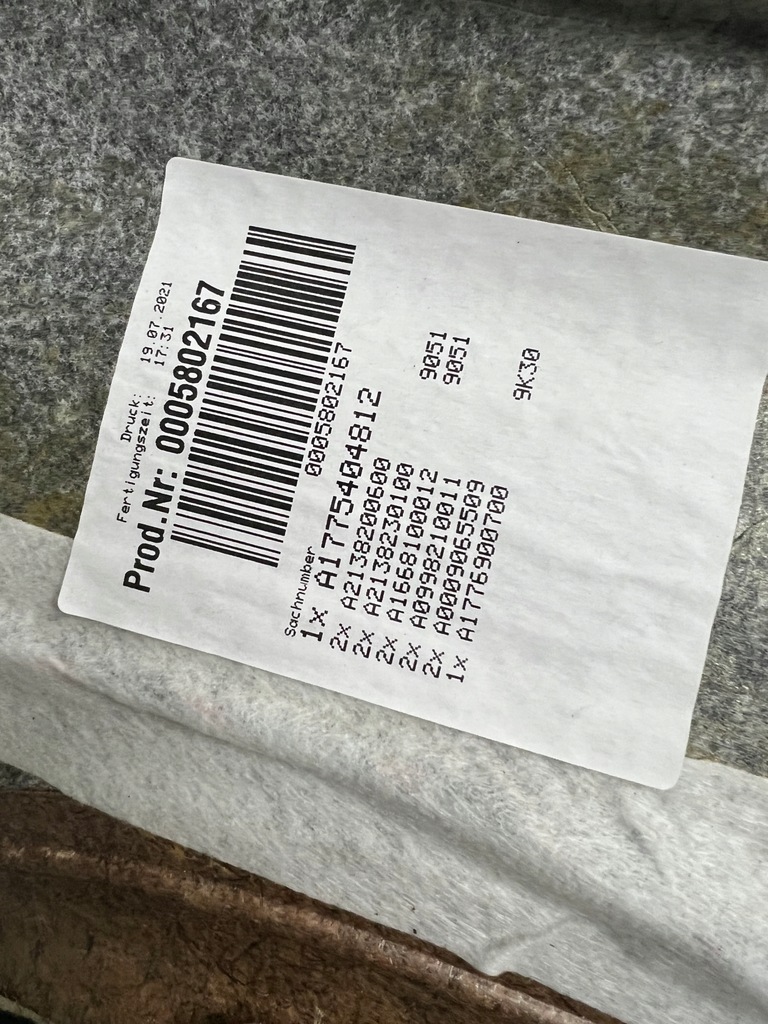 Druck: 19.07.2021
Fertigungszeit: 17:31
Prod.Nr: 0005802167
0005802167
Sachnumber
1x A1775404812
2x A2138200600
2x A2138230100 9051
2x A1668100012 9051
2x A0998210011
2x A0009065509
1x A1776900700 9K30